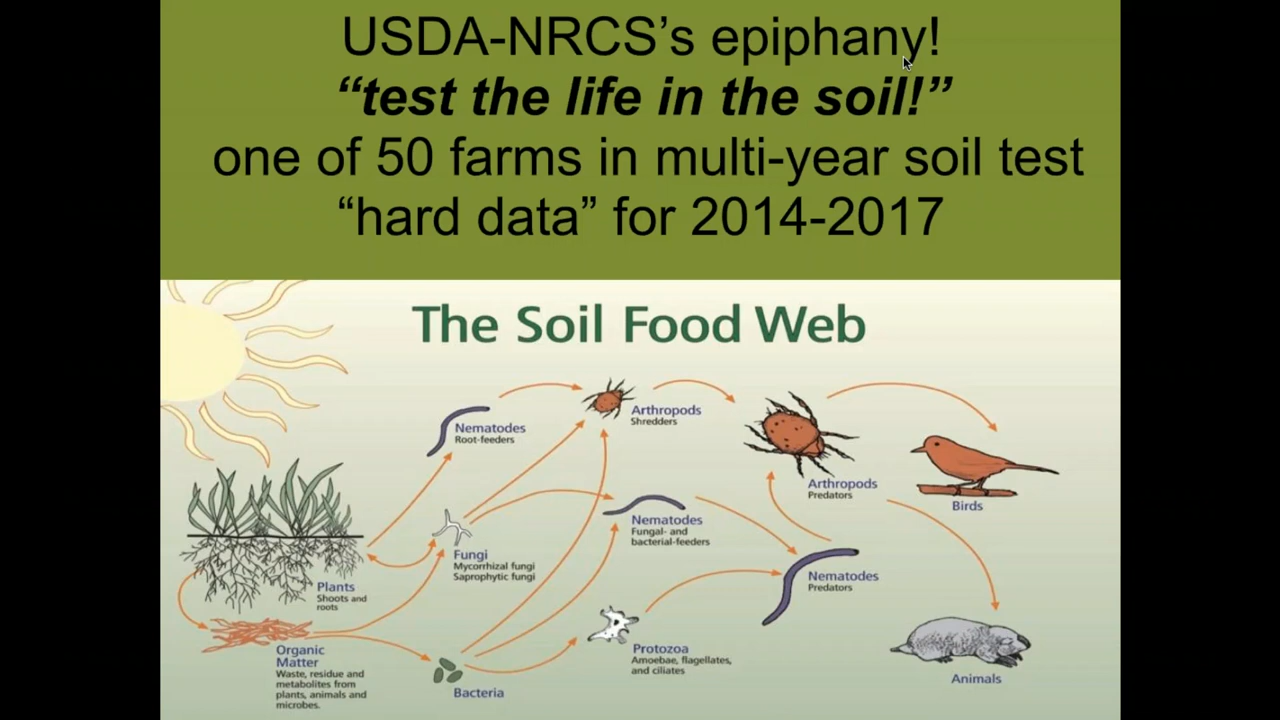 USDA-NRCS’s epiphany!
“test the life in the soil!”
one of 50 farms in multi-year soil test
“hard data” for 2014-2017
The Soil Food Web
Nematodes
Root-feeders
Arthropods
Shredders
Arthropods
Predators
Birds
Nematodes
Fungal- and
bacterial-feeders
Fungi
Mycorrhizal fungi
Saprophytic fungi
Nematodes
Predators
Plants
Shoots and
roots
Organic
Matter
Waste, residue and
metabolites from
plants, animals and
microbes.
Bacteria
Protozoa
Amoebae, flagellates,
and ciliates
Animals